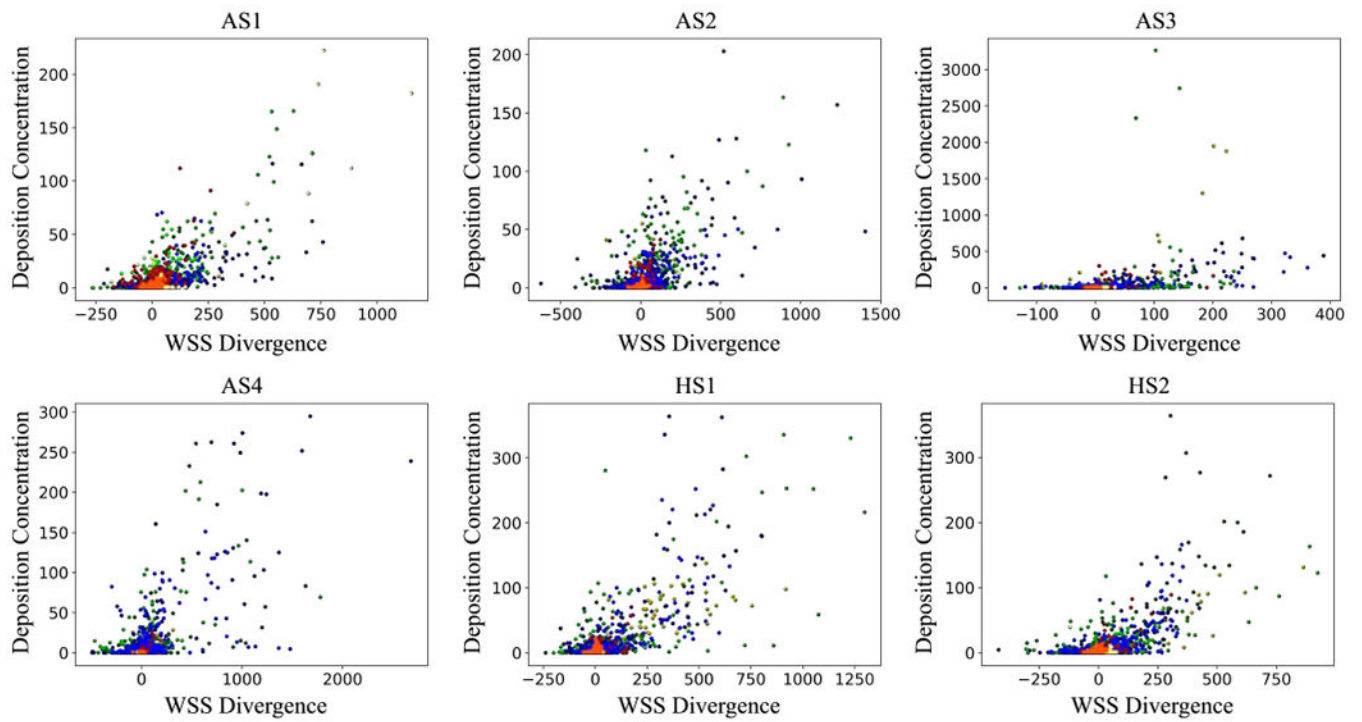 AS1
Deposition Concentration
200
150
100
50
0
−250 0 250 500 750 1000
WSS Divergence
AS2
Deposition Concentration
200
150
100
50
0
−500 0 500 1000 1500
WSS Divergence
AS3
Deposition Concentration
3000
2500
2000
1500
1000
500
0
−100 0 100 200 300 400
WSS Divergence
AS4
Deposition Concentration
300
250
200
150
100
50
0
0 1000 2000
WSS Divergence
HS1
Deposition Concentration
300
200
100
0
−250 0 250 500 750 1000 1250
WSS Divergence
HS2
Deposition Concentration
300
200
100
0
−250 0 250 500 750
WSS Divergence